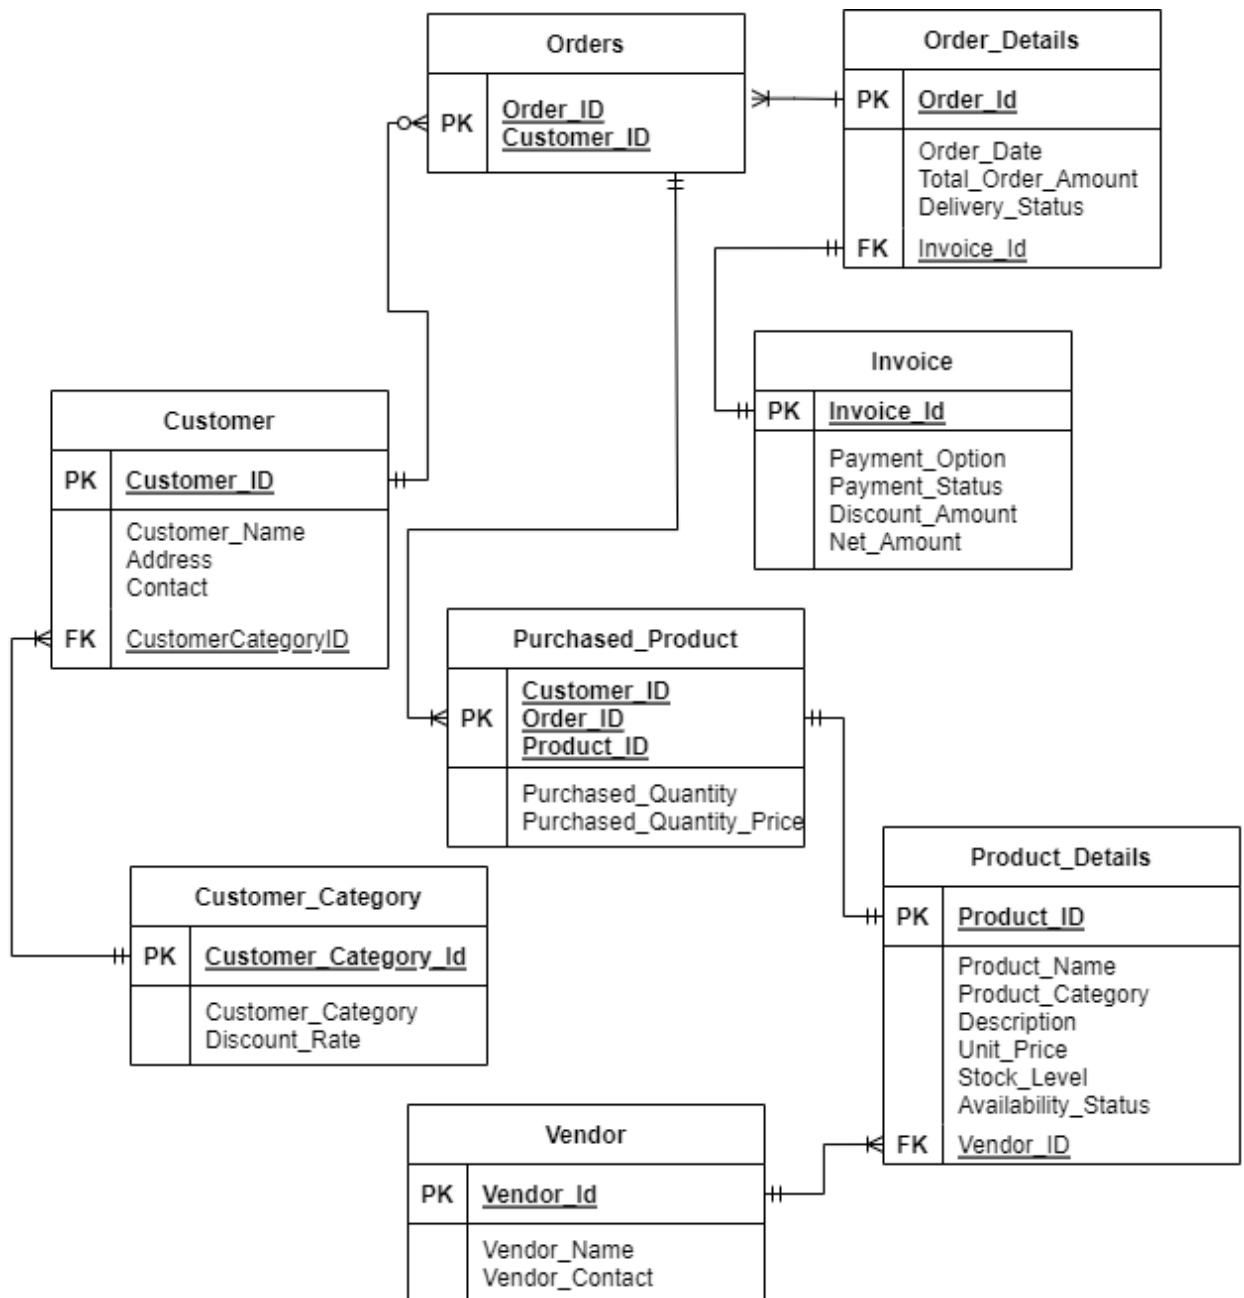 Orders
PK
Order_ID
Customer_ID
Order_Details
PK
Order_Id
Order_Date
Total_Order_Amount
Delivery_Status
FK
Invoice_Id
Invoice
PK
Invoice_Id
Payment_Option
Payment_Status
Discount_Amount
Net_Amount
Customer
PK
Customer_ID
Customer_Name
Address
Contact
FK
CustomerCategoryID
Purchased_Product
PK
Customer_ID
Order_ID
Product_ID
Purchased_Quantity
Purchased_Quantity_Price
Product_Details
PK
Product_ID
Product_Name
Product_Category
Description
Unit_Price
Stock_Level
Availability_Status
FK
Vendor_ID
Customer_Category
PK
Customer_Category_Id
Customer_Category
Discount_Rate
Vendor
PK
Vendor_Id
Vendor_Name
Vendor_Contact